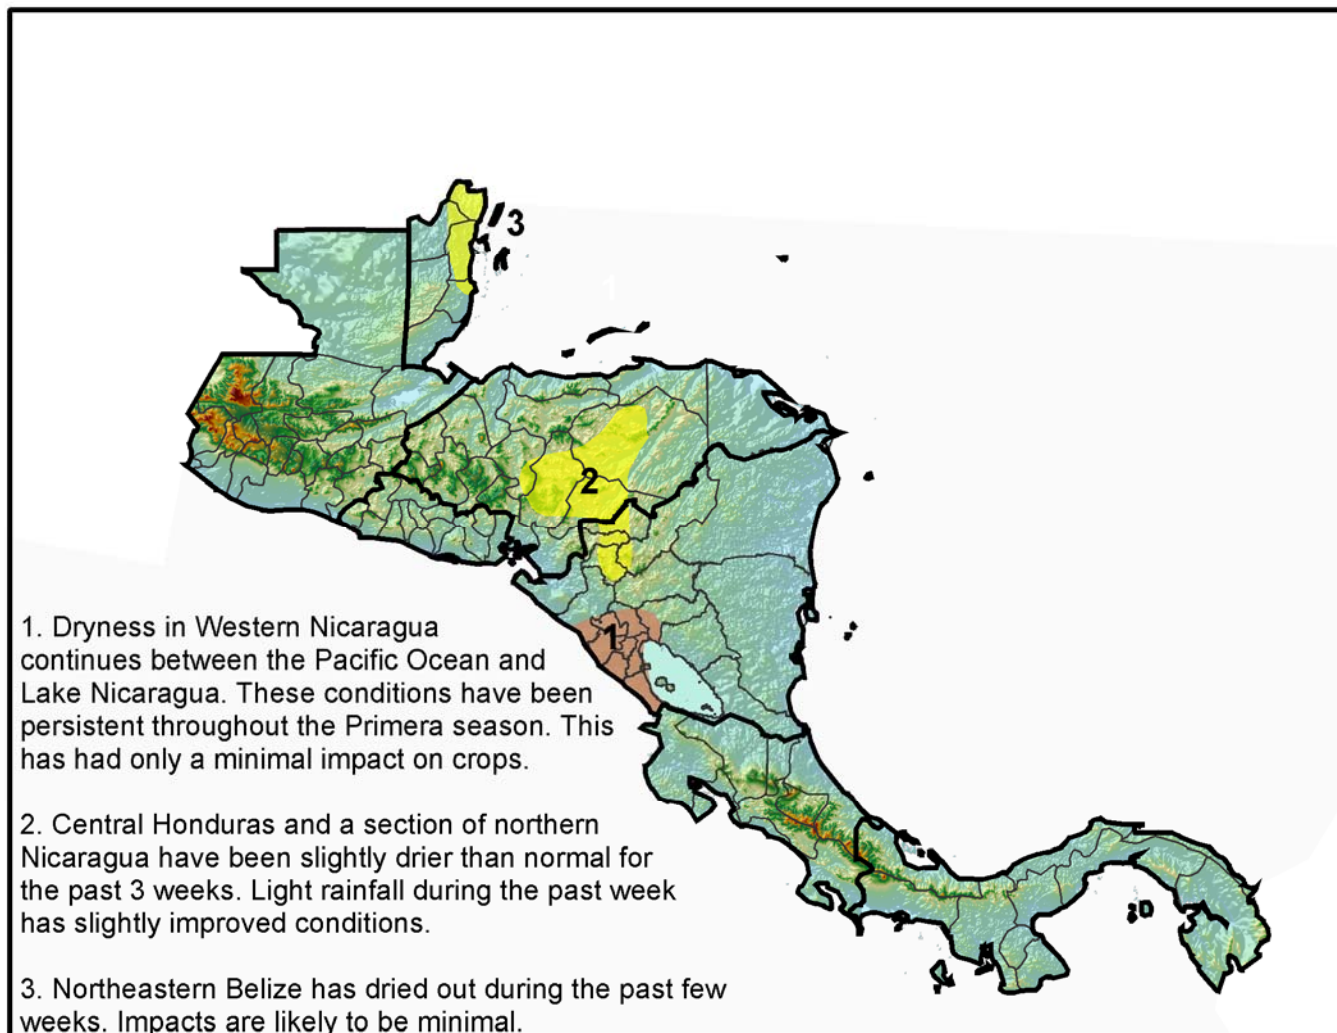 3
1
2
1
1. Dryness in Western Nicaragua
continues between the Pacific Ocean and
Lake Nicaragua. These conditions have been
persistent throughout the Primera season. This
has had only a minimal impact on crops.
2. Central Honduras and a section of northern
Nicaragua have been slightly drier than normal for
the past 3 weeks. Light rainfall during the past week
has slightly improved conditions.
3. Northeastern Belize has dried out during the past few
weeks. Impacts are likely to be minimal.